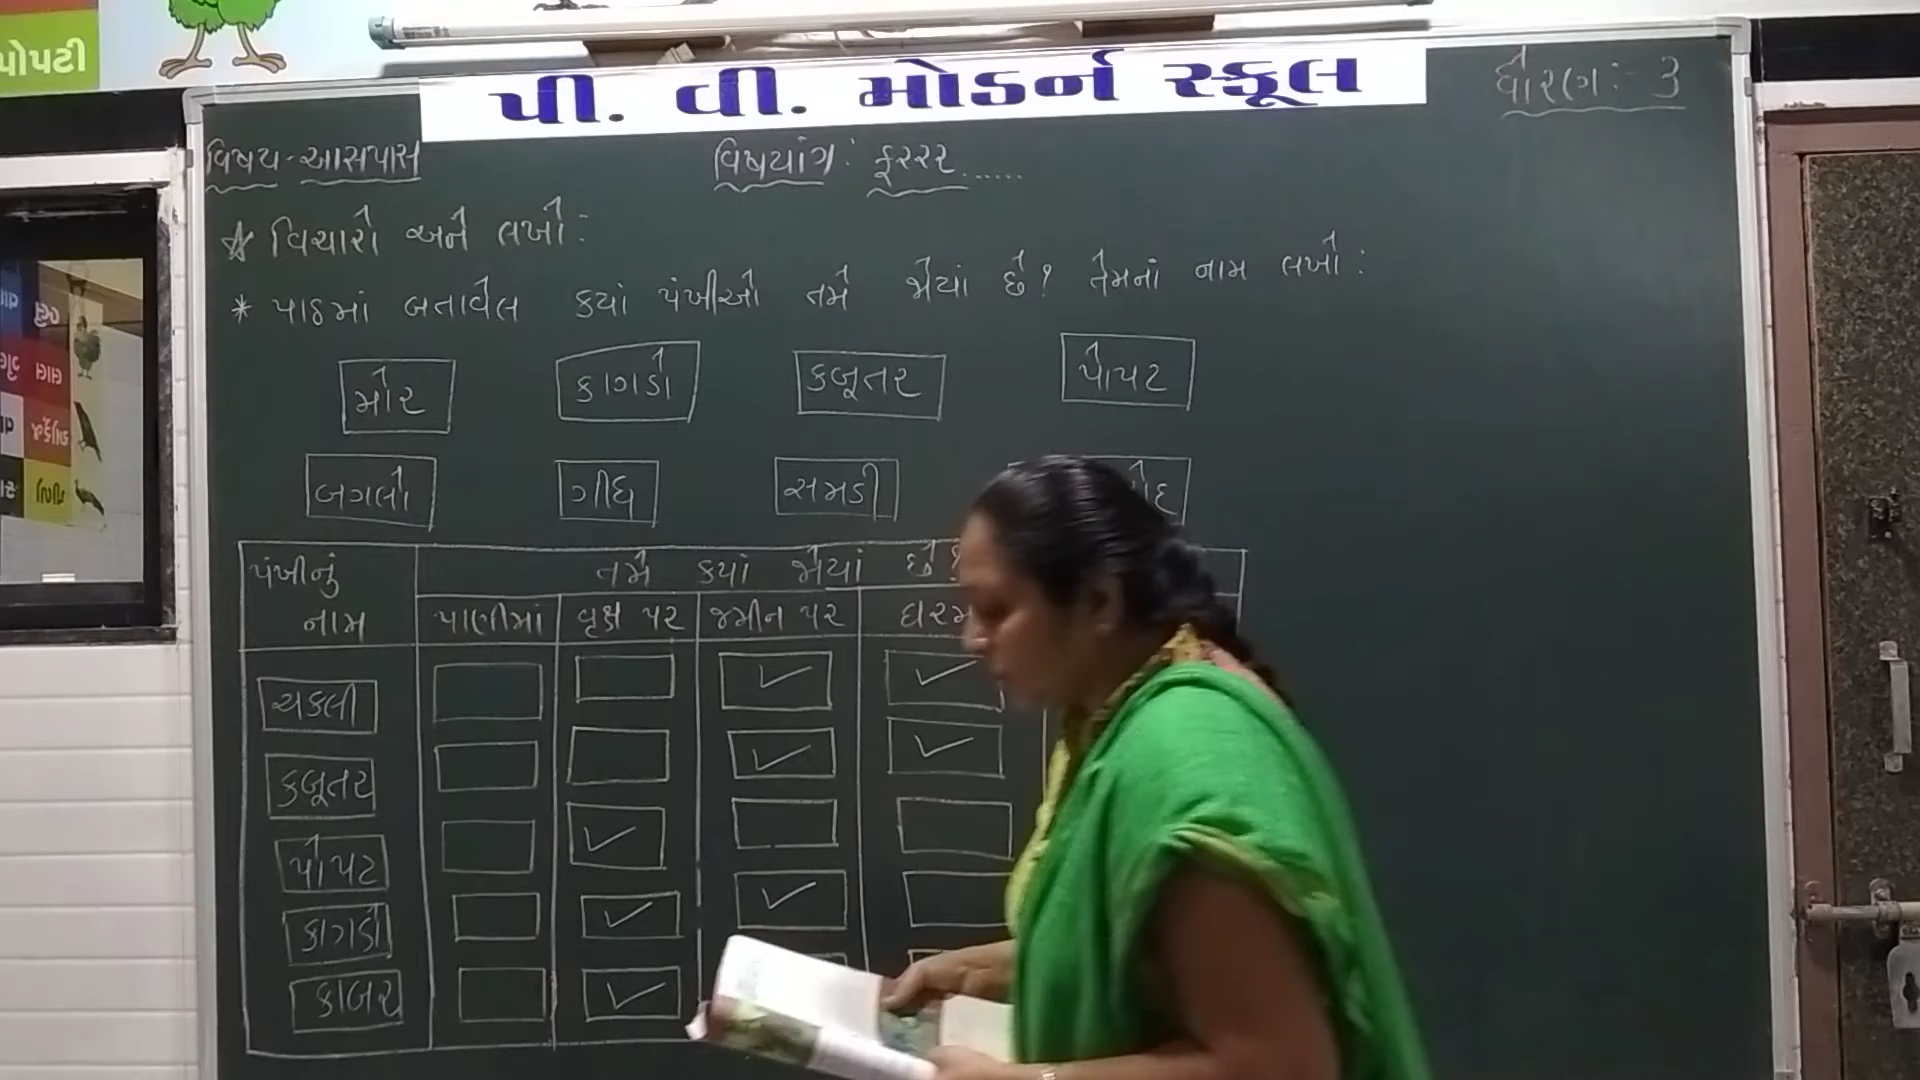 પોપટી
પી. વી. મોડર્ન સ્કૂલ
ધોરણ:- 3
વિષય - આસપાસ
વિષયાંગ: ફૂરરર......
☆ વિચારો અને લખો:
* પાઠમાં બતાવેલ કયાં પંખીઓ તમે જોયાં છે? તેમનાં નામ લખો:
મોર કાગડો કબૂતર પોપટ
બગલો ગીધ સમડી
પંખીનું નામ તમે કયાં જોયાં છે?
પાણીમાં વૃક્ષ પર જમીન પર
ચકલી ✓ ✓
કબૂતર ✓ ✓
પોપટ ✓
કાગડો ✓ ✓
કાબર ✓